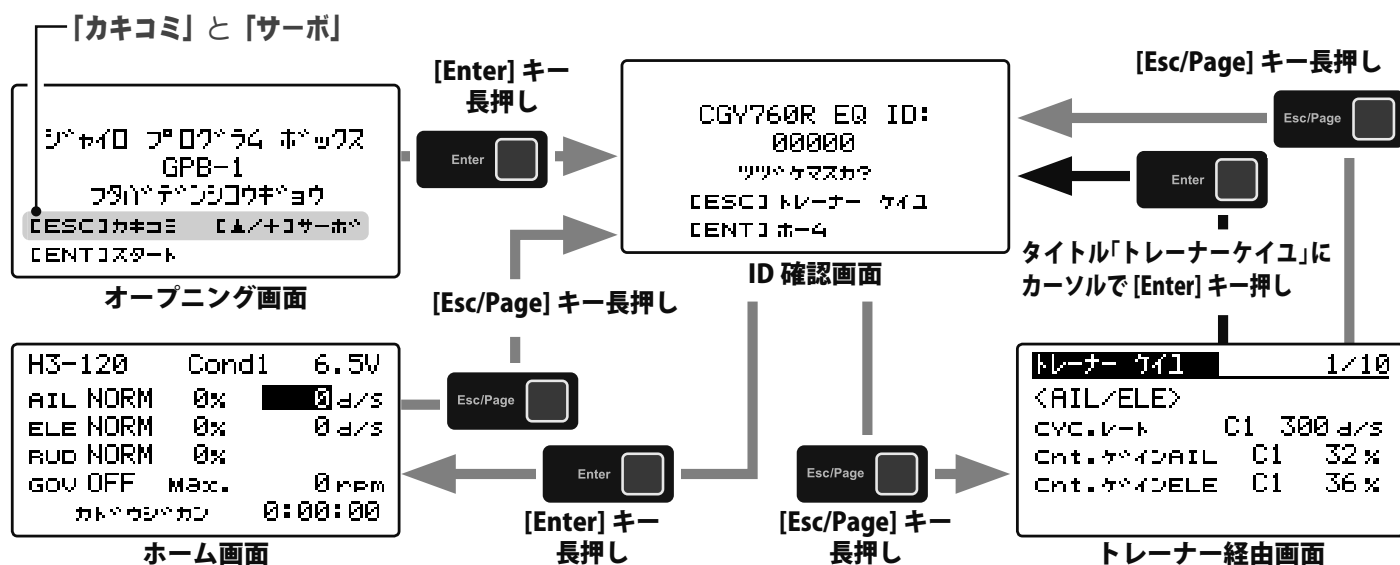 「カキコミ」と「サーボ」
ジャイロ プログラム ボックス
GPB-1
フタバデンシコウギョウ
[ESC]カキコミ [▲/+]サーボ
[ENT]スタート
オープニング画面
[Enter] キー
長押し
Enter
CGY760R EQ ID:
00000
ツヅケマスカ?
[ESC]トレーナー ケイユ
[ENT]ホーム
ID 確認画面
[Esc/Page] キー長押し
Esc/Page
Enter
タイトル「トレーナーケイユ」に
カーソルで [Enter] キー押し
[Esc/Page] キー長押し
Esc/Page
H3-120 Cond1 6.5V
AIL NORM 0% 0 d/s
ELE NORM 0% 0 d/s
RUD NORM 0%
GOV OFF Max. 0 rpm
カドウジカン 0:00:00
ホーム画面
Enter
[Enter] キー
長押し
Esc/Page
[Esc/Page] キー
長押し
トレーナー ケイユ 1/10
<AIL/ELE>
CYC.レート C1 300 d/s
Cnt.ゲインAIL C1 32 %
Cnt.ゲインELE C1 36 %
トレーナー経由画面